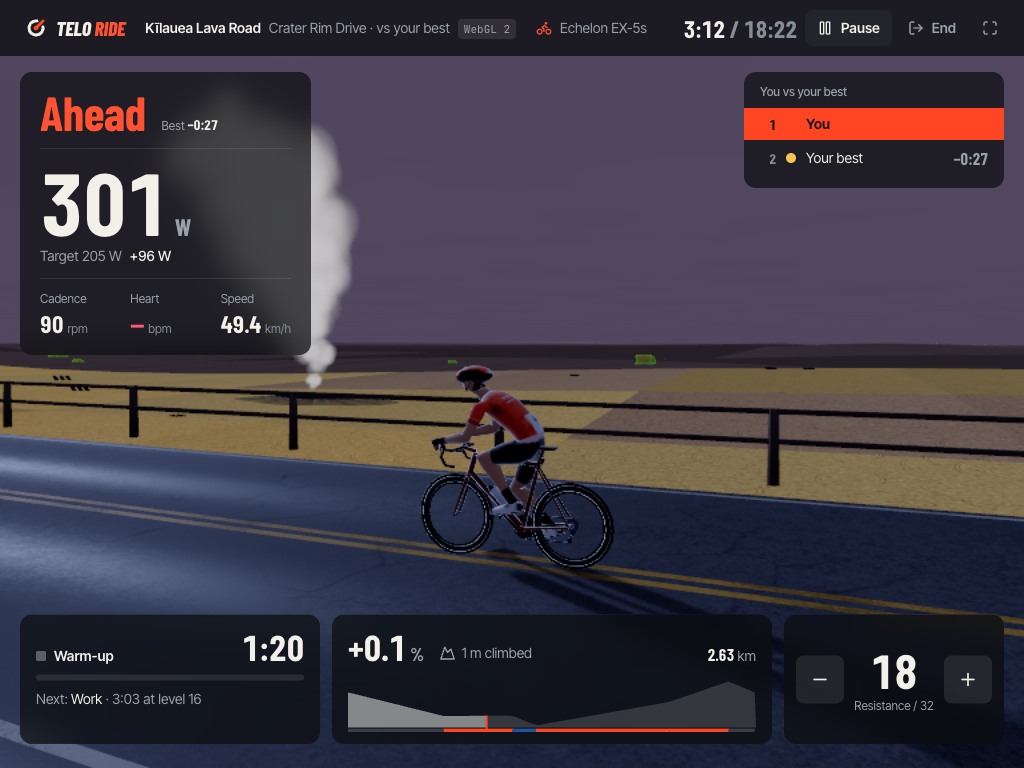 TELO RIDE
Kīlauea Lava Road Crater Rim Drive · vs your best WebGL 2
Echelon EX-5s
3:12 / 18:22
Pause
End
Ahead Best −0:27
301 W
Target 205 W +96 W
Cadence Heart Speed
90 rpm – bpm 49.4 km/h
You vs your best
1 You
2 Your best −0:27
Warm-up 1:20
Next: Work · 3:03 at level 16
+0.1 % 1 m climbed 2.63 km
− 18 +
Resistance / 32